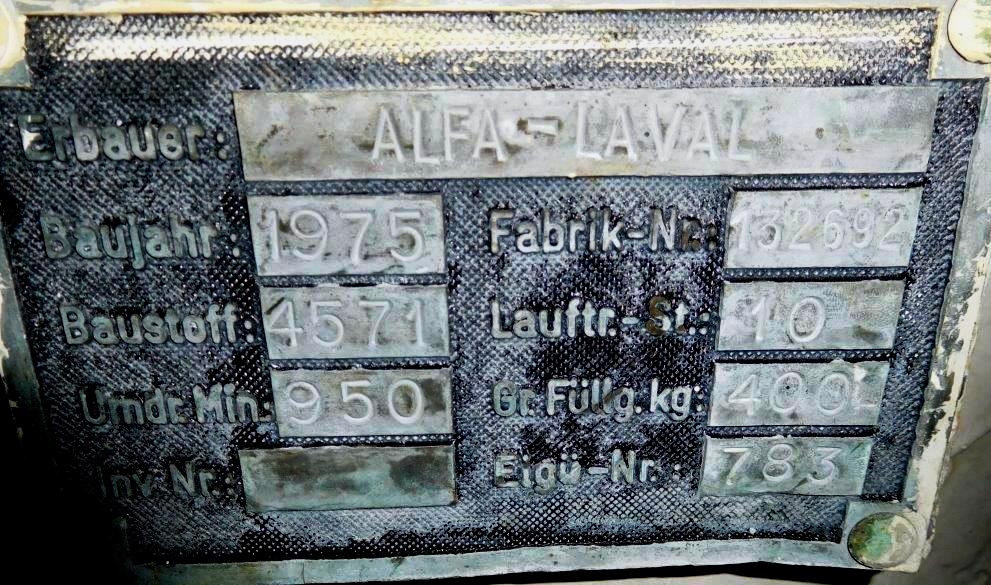 Erbauer: ALFA-LAVAL
Baujahr: 1975 Fabrik-Nr.: 132692
Baustoff: 4571 Lauftr.-St.: 10
Umdr. Min.: 950 Gr. Füllg. kg: 400L
Inv. Nr.: Eigü-Nr.: 783